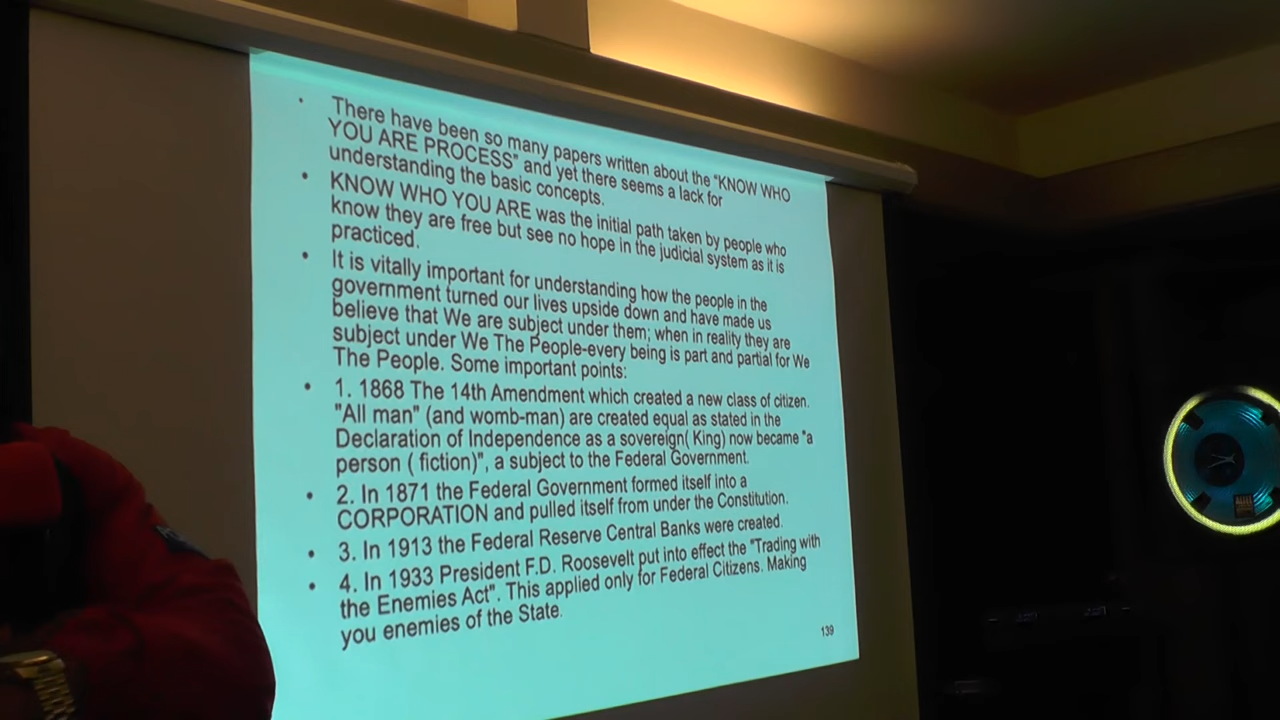 • There have been so many papers written about the "KNOW WHO
YOU ARE PROCESS" and yet there seems a lack for
understanding the basic concepts.
• KNOW WHO YOU ARE was the initial path taken by people who
know they are free but see no hope in the judicial system as it is
practiced.
• It is vitally important for understanding how the people in the
government turned our lives upside down and have made us
believe that We are subject under them; when in reality they are
subject under We The People-every being is part and partial for We
The People. Some important points:
• 1. 1868 The 14th Amendment which created a new class of citizen.
"All man" (and womb-man) are created equal as stated in the
Declaration of Independence as a sovereign( King) now became "a
person ( fiction)", a subject to the Federal Government.
• 2. In 1871 the Federal Government formed itself into a
CORPORATION and pulled itself from under the Constitution.
• 3. In 1913 the Federal Reserve Central Banks were created.
• 4. In 1933 President F.D. Roosevelt put into effect the "Trading with
the Enemies Act". This applied only for Federal Citizens. Making
you enemies of the State.
139